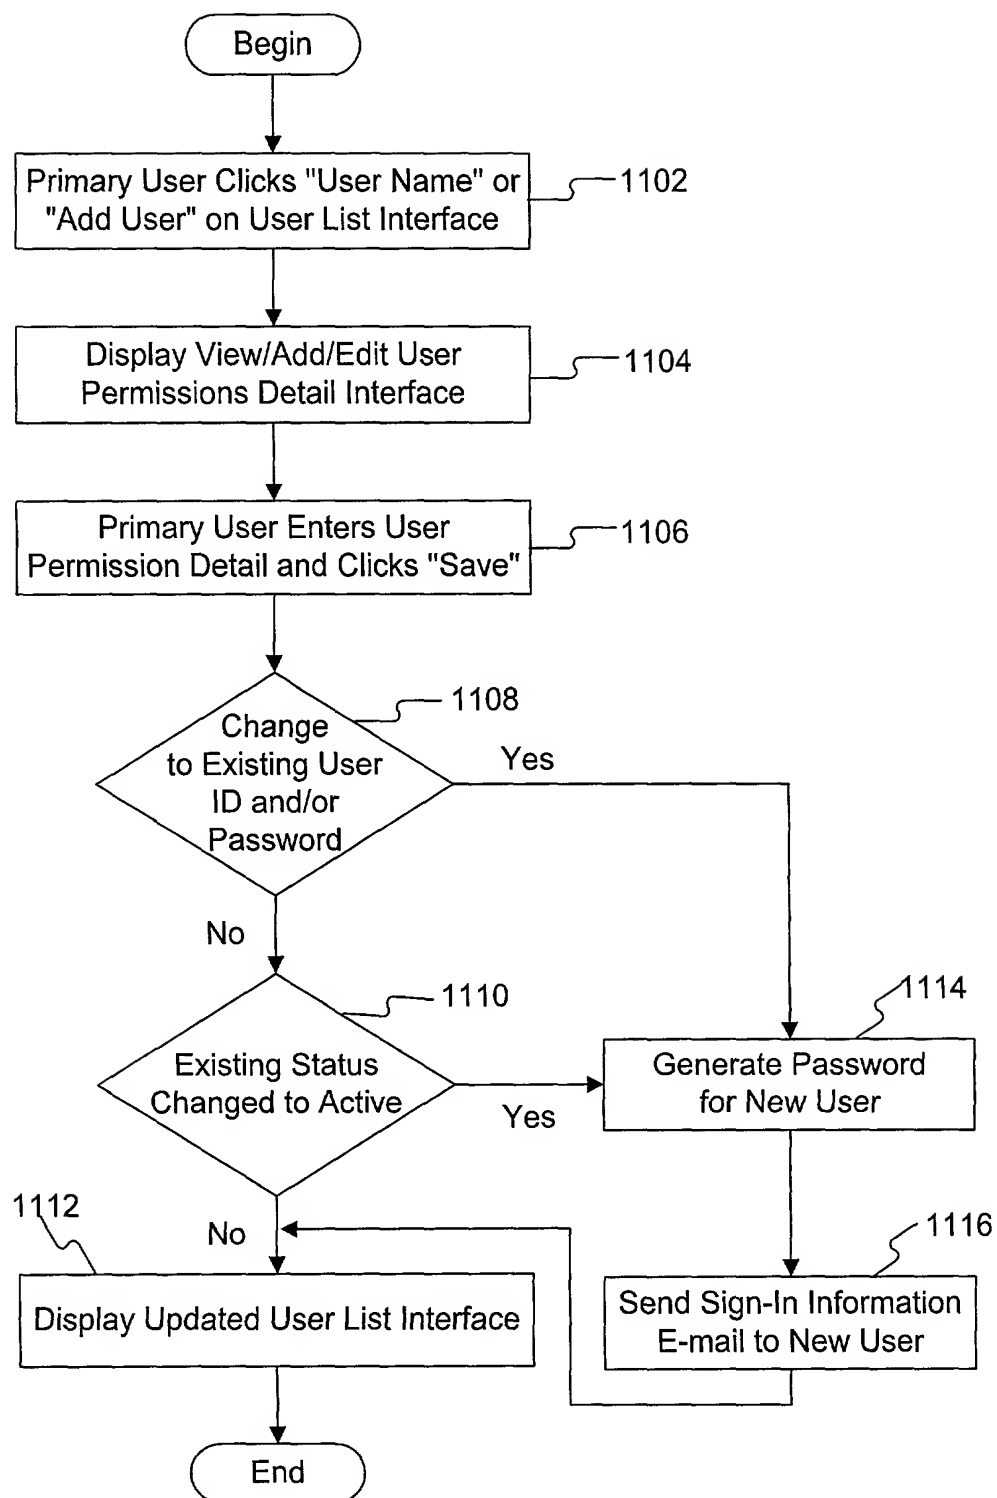 Begin
Primary User Clicks "User Name" or
"Add User" on User List Interface
1102
Display View/Add/Edit User
Permissions Detail Interface
1104
Primary User Enters User
Permission Detail and Clicks "Save"
1106
Change
to Existing User
ID and/or
Password
1108
Yes
No
Existing Status
Changed to Active
1110
Yes
Generate Password
for New User
1114
No
1112
Display Updated User List Interface
1116
Send Sign-In Information
E-mail to New User
End